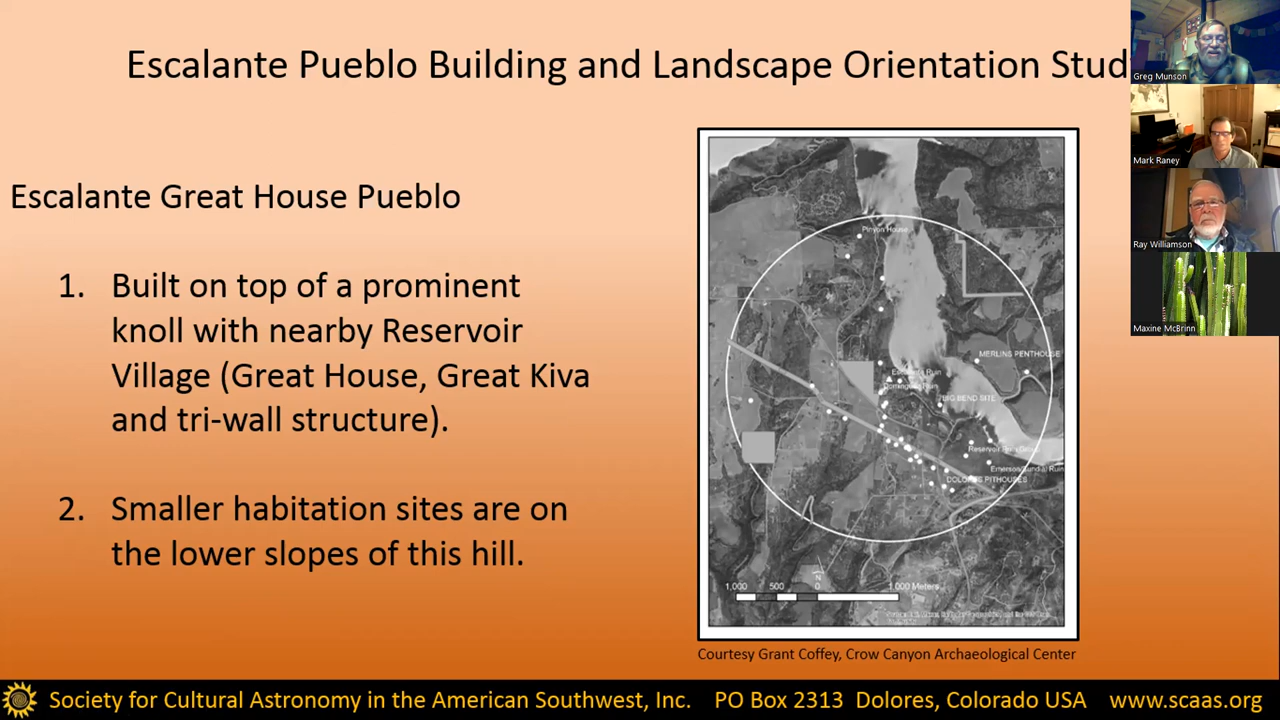 Escalante Pueblo Building and Landscape Orientation Stud
Greg Munson
Mark Raney
Ray Williamson
Maxine McBrinn
Escalante Great House Pueblo
1. Built on top of a prominent
knoll with nearby Reservoir
Village (Great House, Great Kiva
and tri-wall structure).
2. Smaller habitation sites are on
the lower slopes of this hill.
Pinyon House
MERLINS PENTHOUSE
Escalante Ruin
Dominguez Ruin
BIG BEND SITE
Reservoir Ruin
Ruin
DOLORES PITHOUSES
N
1,000 500 0 1,000 Meters
Courtesy Grant Coffey, Crow Canyon Archaeological Center
Society for Cultural Astronomy in the American Southwest, Inc. PO Box 2313 Dolores, Colorado USA www.scaas.org